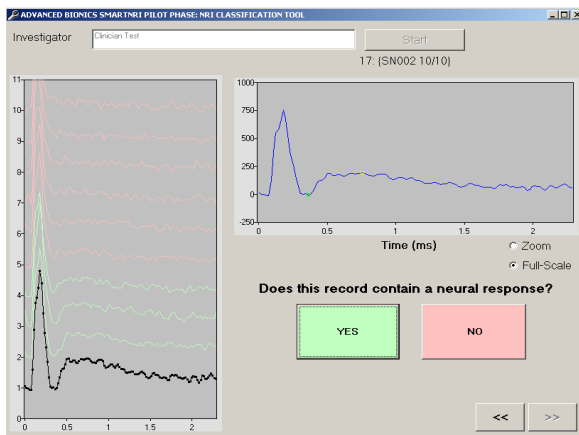 ADVANCED BIONICS SMARTNRI PILOT PHASE: NRI CLASSIFICATION TOOL
Investigator
Clinician Test
Start
17: {SN002 10/10}
11
10
9
8
7
6
5
4
3
2
1
0
0 0.5 1 1.5 2
1000
750
500
250
0
-250
0 0.5 1 1.5 2
Time (ms)
Zoom
Full-Scale
Does this record contain a neural response?
YES NO
<< >>